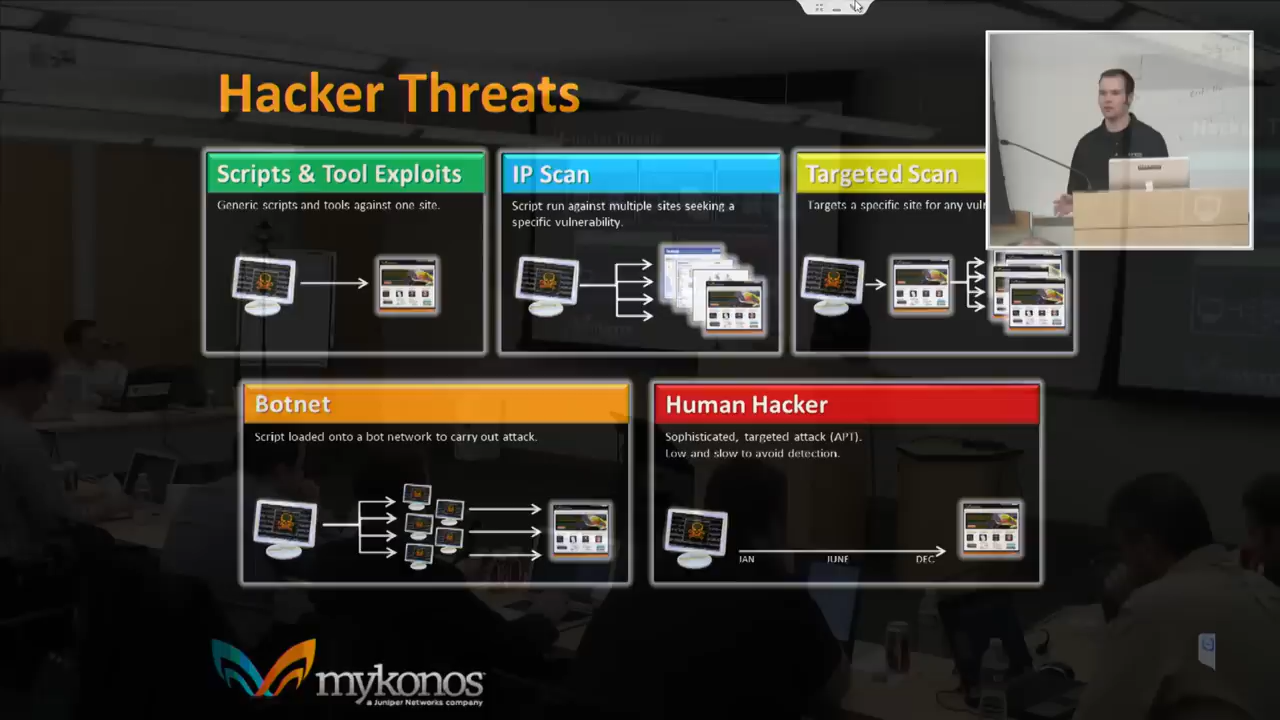 Hacker Threats
Scripts & Tool Exploits
Generic scripts and tools against one site.
IP Scan
Script run against multiple sites seeking a
specific vulnerability.
Targeted Scan
Targets a specific site for any
Botnet
Script loaded onto a bot network to carry out attack.
Human Hacker
Sophisticated, targeted attack (APT).
Low and slow to avoid detection.
JAN JUNE DEC
mykonos
a Juniper Networks company